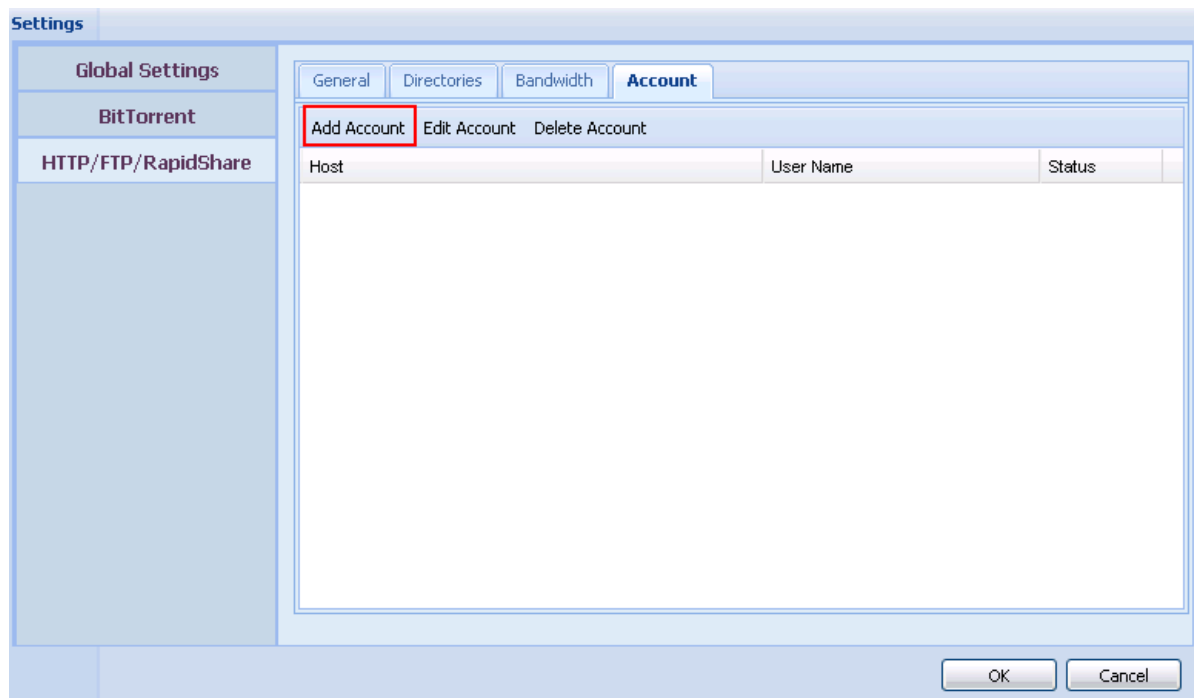 Settings
Global Settings
BitTorrent
HTTP/FTP/RapidShare
General Directories Bandwidth Account
Add Account Edit Account Delete Account
Host User Name Status
OK Cancel